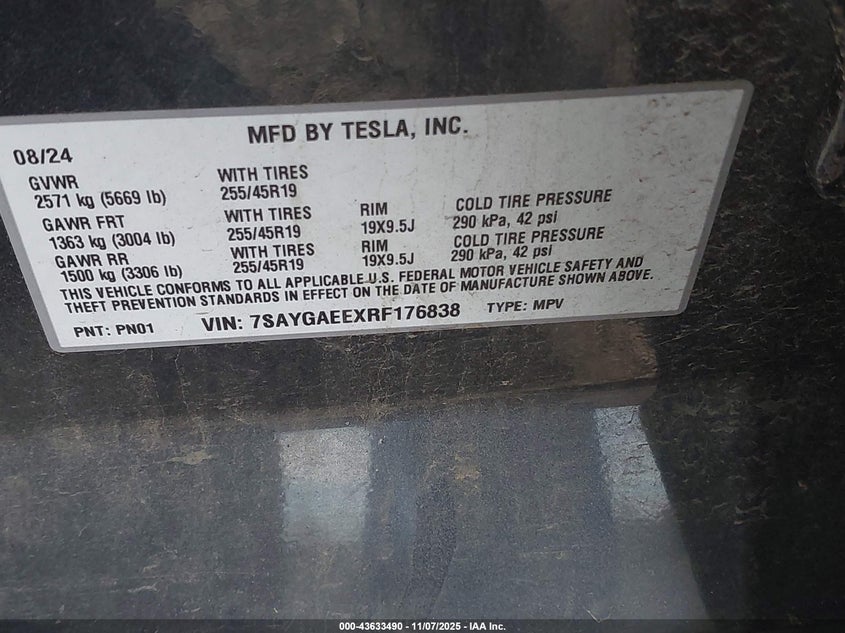 MFD BY TESLA, INC.
08/24
GVWR WITH TIRES
2571 kg (5669 lb) 255/45R19
GAWR FRT WITH TIRES RIM COLD TIRE PRESSURE
1363 kg (3004 lb) 255/45R19 19X9.5J 290 kPa, 42 psi
GAWR RR WITH TIRES RIM COLD TIRE PRESSURE
1500 kg (3306 lb) 255/45R19 19X9.5J 290 kPa, 42 psi
THIS VEHICLE CONFORMS TO ALL APPLICABLE U.S. FEDERAL MOTOR VEHICLE SAFETY AND
THEFT PREVENTION STANDARDS IN EFFECT ON THE DATE OF MANUFACTURE SHOWN ABOVE.
PNT: PN01 VIN: 7SAYGAEEXRF176838 TYPE: MPV
000-43633490 - 11/07/2025 - IAA Inc.